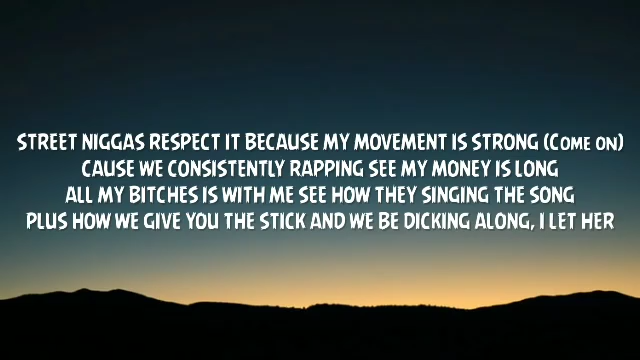 STREET NIGGAS RESPECT IT BECAUSE MY MOVEMENT IS STRONG (COME ON)
CAUSE WE CONSISTENTLY RAPPING SEE MY MONEY IS LONG
ALL MY BITCHES IS WITH ME SEE HOW THEY SINGING THE SONG
PLUS HOW WE GIVE YOU THE STICK AND WE BE DICKING ALONG, I LET HER